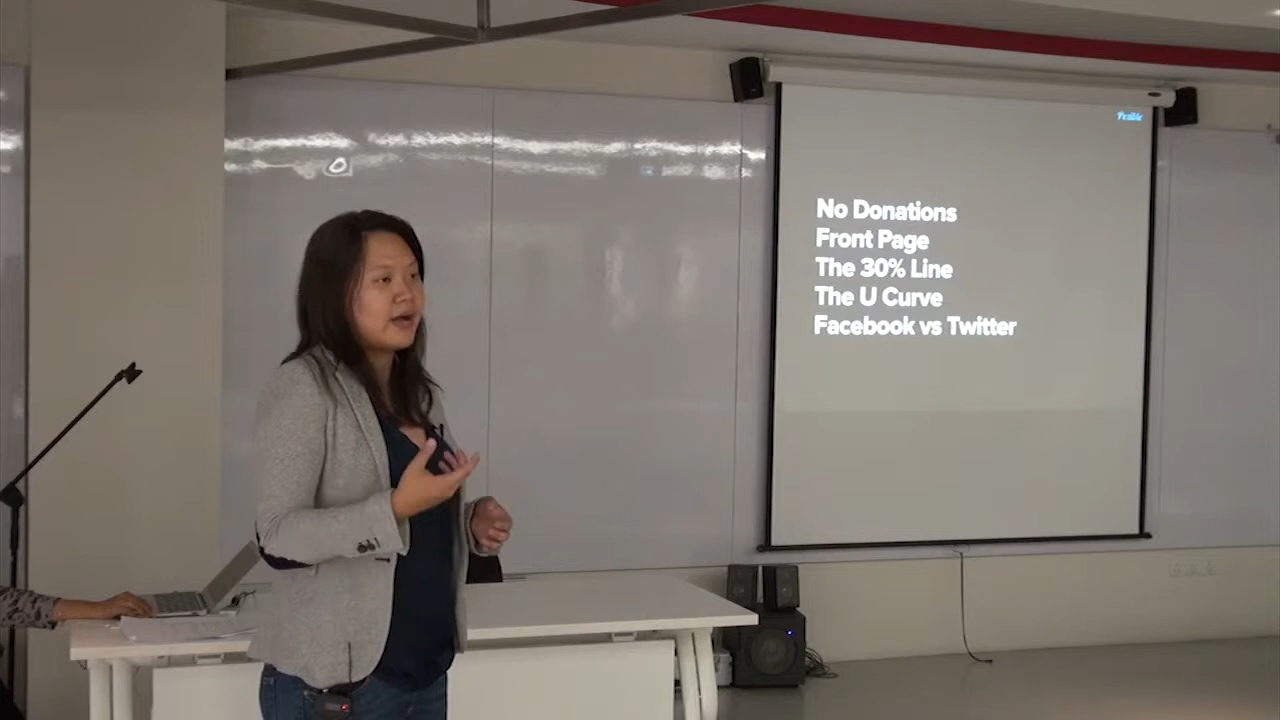 No Donations
Front Page
The 30% Line
The U Curve
Facebook vs Twitter